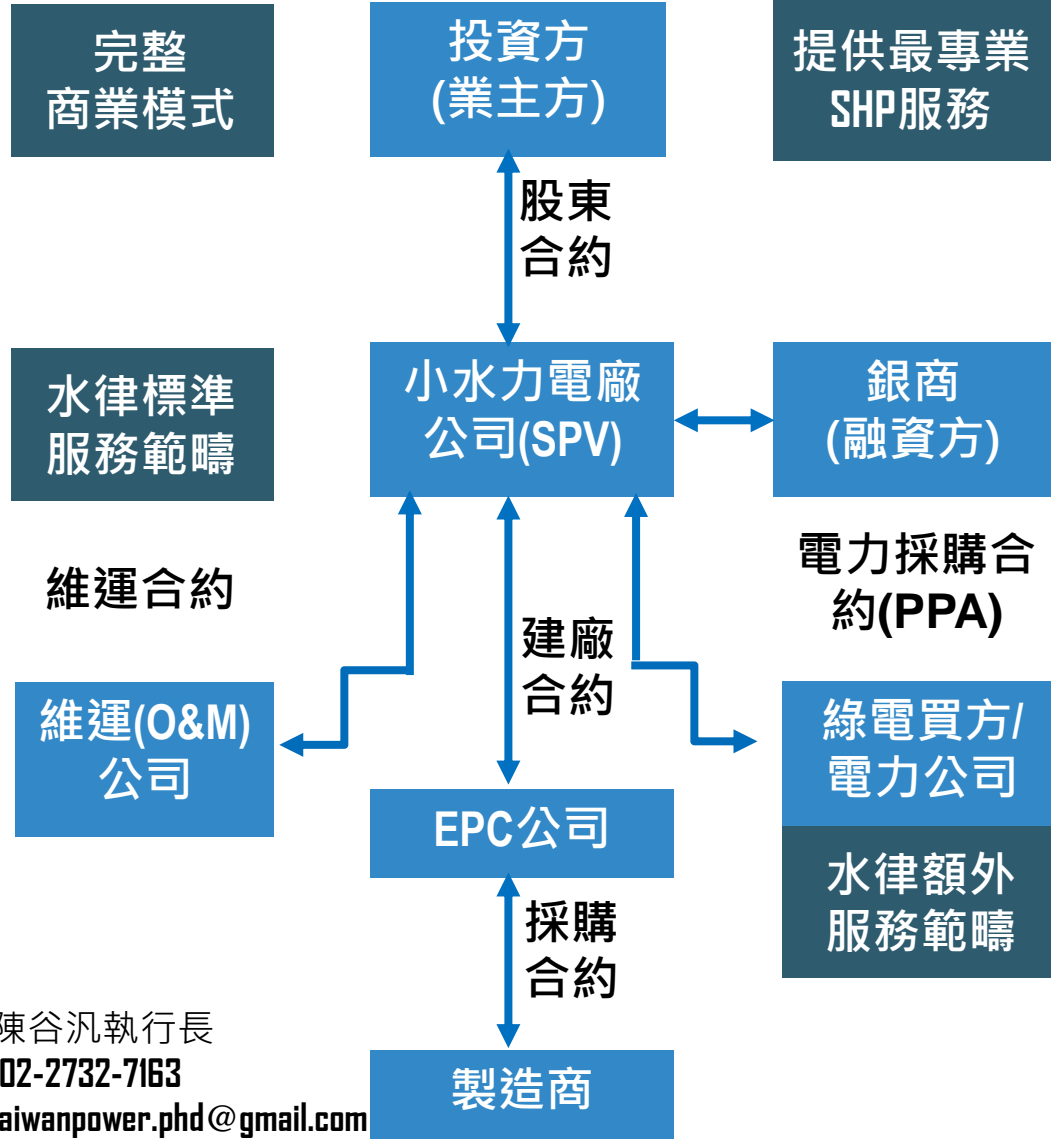 完整
商業模式
投資方
(業主方)
提供最專業
SHP服務
股東
合約
水律標準
服務範疇
小水力電廠
公司(SPV)
銀商
(融資方)
維運合約
電力採購合
約(PPA)
建廠
合約
維運(O&M)
公司
綠電買方/
電力公司
EPC公司
水律額外
服務範疇
採購
合約
陳谷汎執行長
02-2732-7163
aiwanpower.phd@gmail.com
製造商